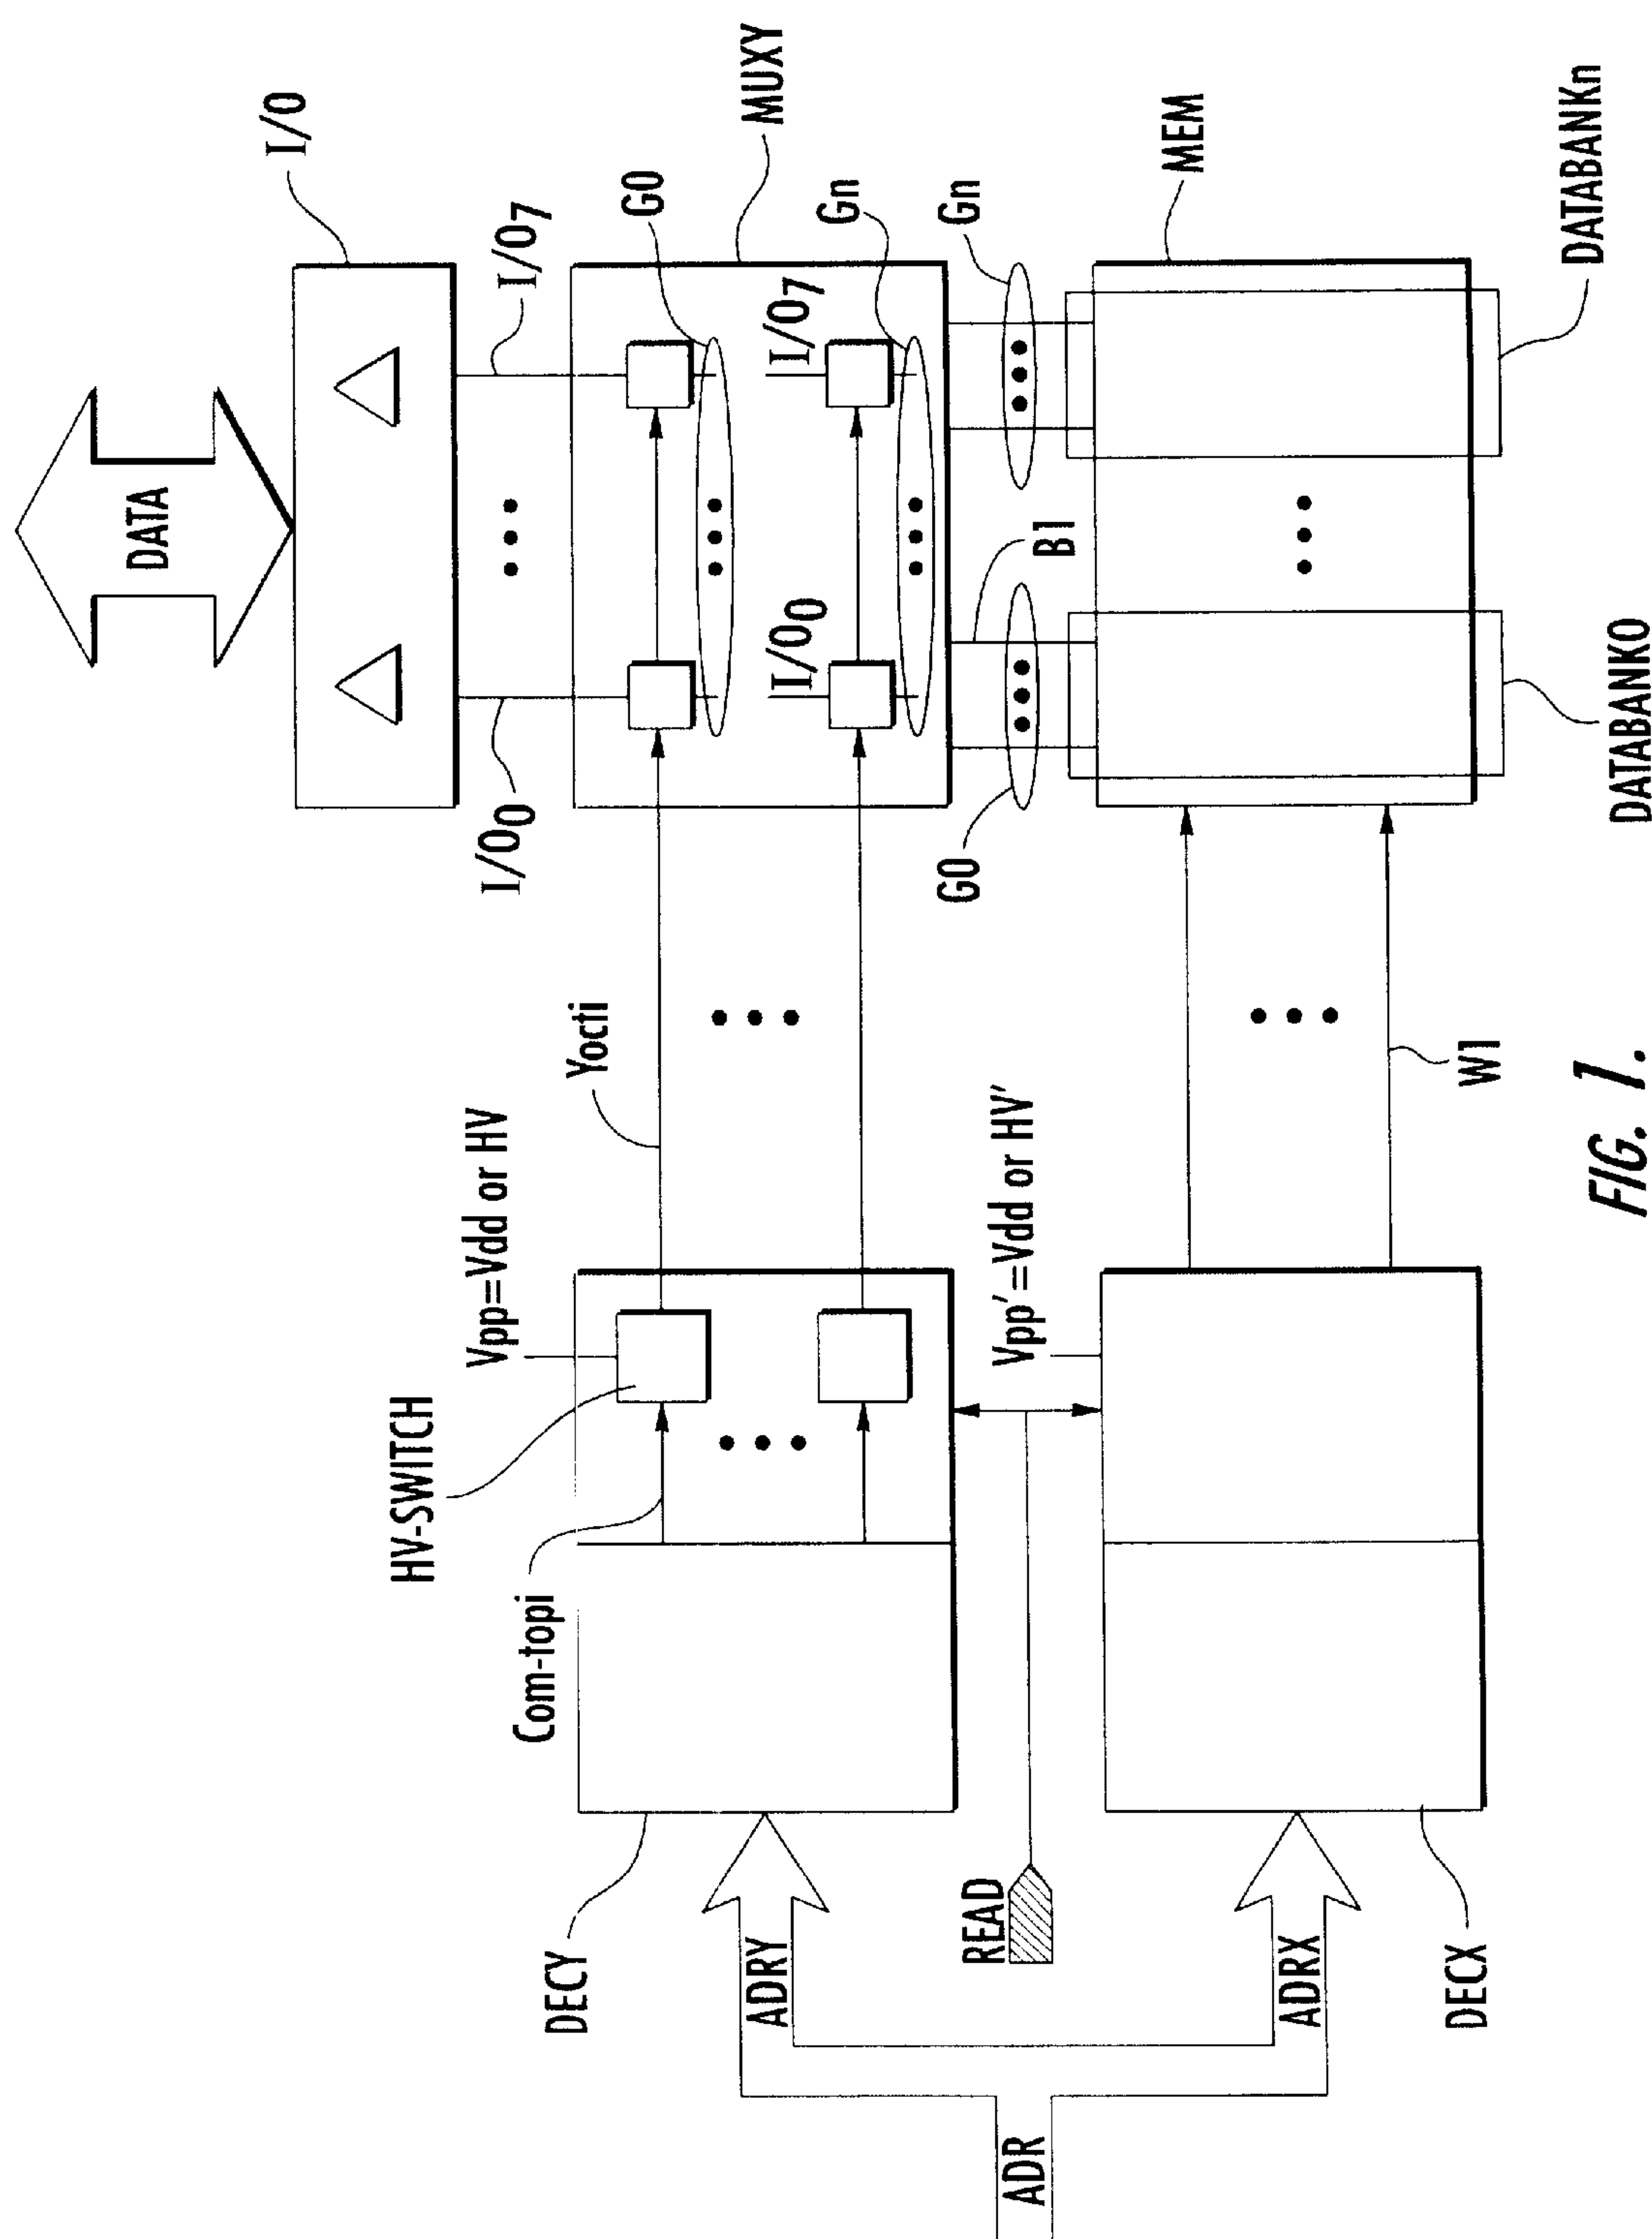 DATA
I/O
I/O0
I/O7
MUXY
G0
I/O0
I/O7
Gn
G0
Gn
B1
MEM
DATABANK0
DATABANKn
HV-SWITCH
Vpp=Vdd or HV
Com-topi
Yocti
DECY
ADRY
READ
Vpp'=Vdd or HV'
ADR
ADRX
DECX
W1
FIG. 1.